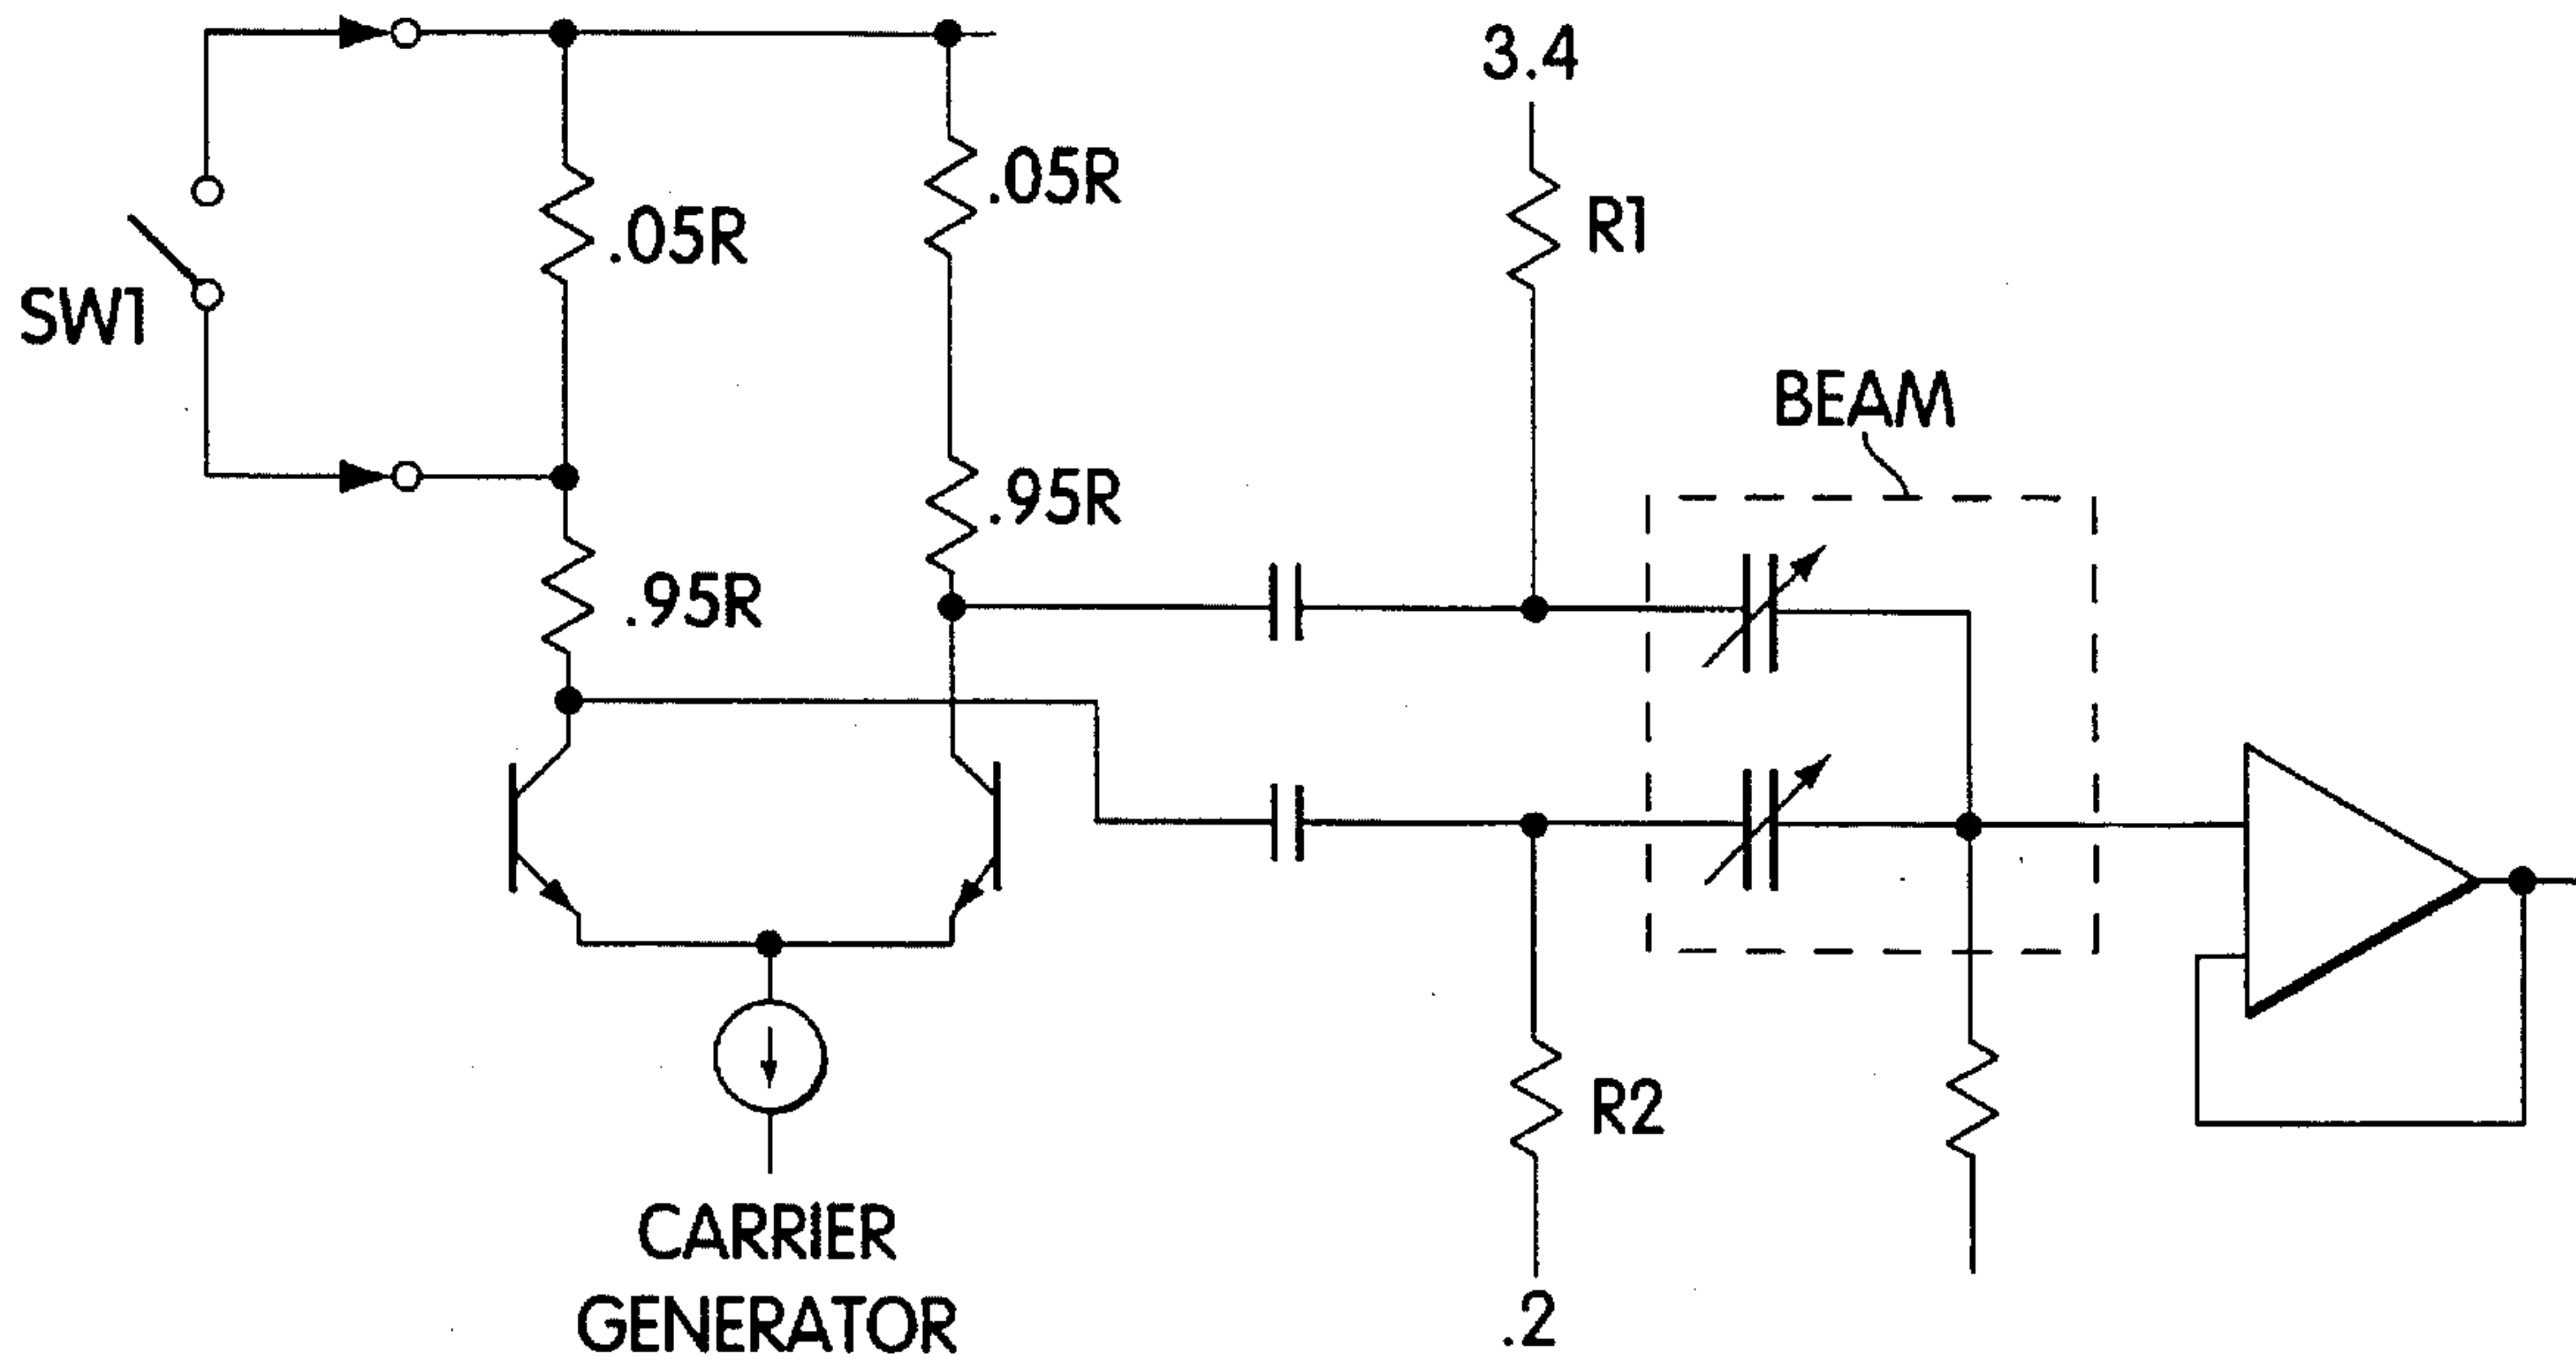 3.4
.05R
.05R
R1
SW1
BEAM
.95R
.95R
R2
CARRIER
GENERATOR
.2